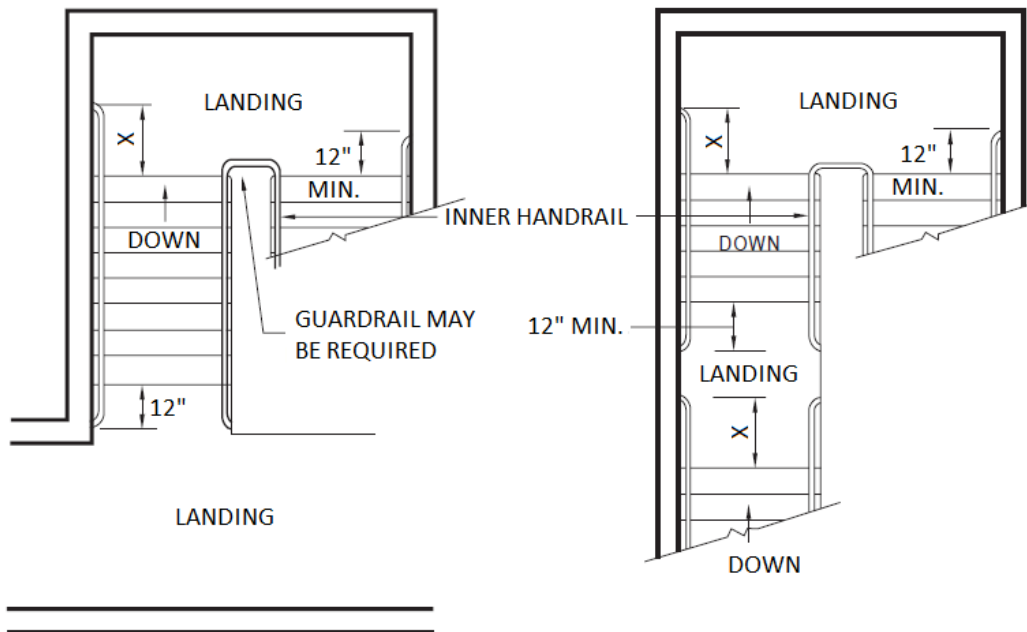 LANDING
X
12"
MIN.
DOWN
INNER HANDRAIL
GUARDRAIL MAY
BE REQUIRED
12"
LANDING
LANDING
X
12"
MIN.
DOWN
12" MIN.
LANDING
X
DOWN